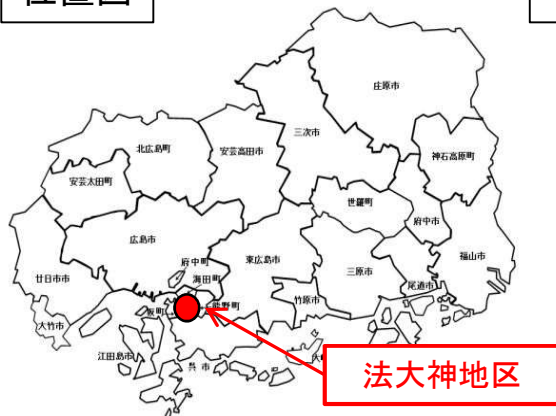 位置図
庄原市
三次市
北広島町
安芸高田市
神石高原町
安芸太田町
世羅町
府中市
広島市
府中町
東広島市
福山市
海田町
三原市
廿日市市
尾道市
竹原市
坂町
熊野町
大竹市
江田島市
呉市
法大神地区